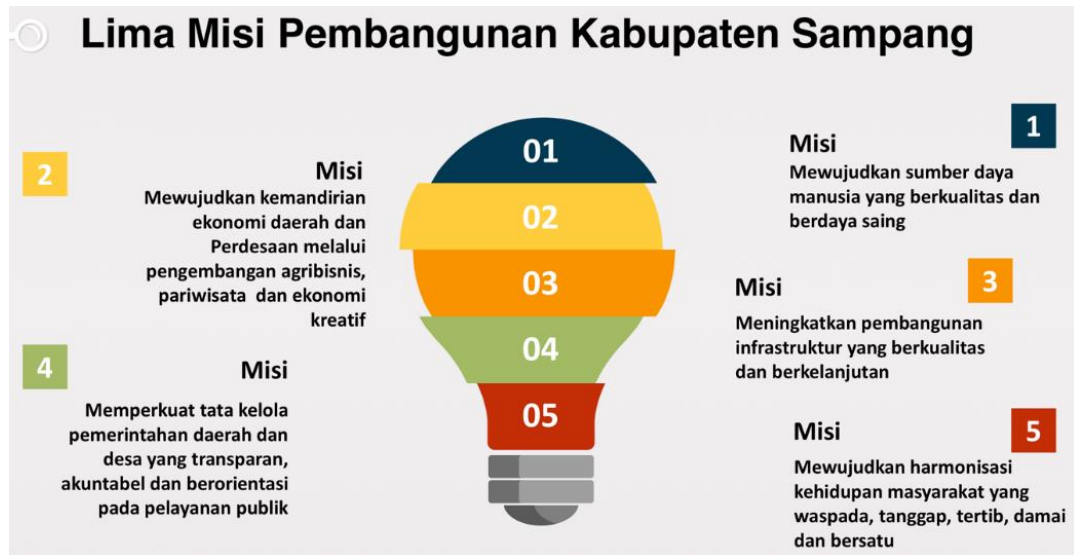 Lima Misi Pembangunan Kabupaten Sampang
01
02
03
04
05
1
Misi
Mewujudkan sumber daya
manusia yang berkualitas dan
berdaya saing
2
Misi
Mewujudkan kemandirian
ekonomi daerah dan
Perdesaan melalui
pengembangan agribisnis,
pariwisata dan ekonomi
kreatif
3
Misi
Meningkatkan pembangunan
infrastruktur yang berkualitas
dan berkelanjutan
4
Misi
Memperkuat tata kelola
pemerintahan daerah dan
desa yang transparan,
akuntabel dan berorientasi
pada pelayanan publik
5
Misi
Mewujudkan harmonisasi
kehidupan masyarakat yang
waspada, tanggap, tertib, damai
dan bersatu